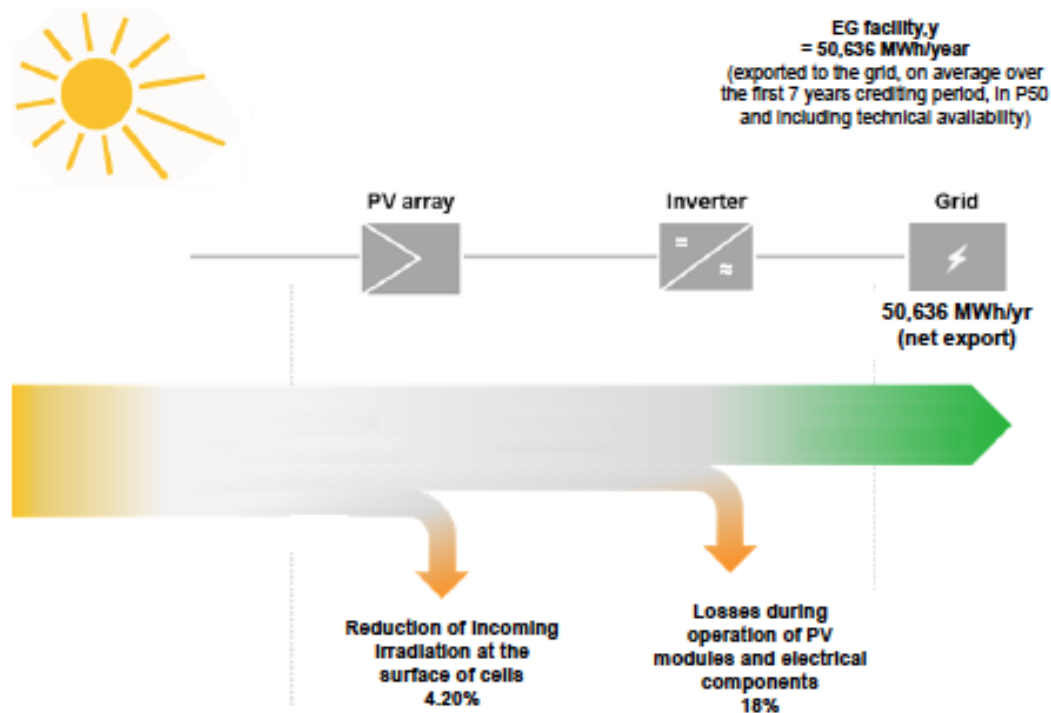 EG facility,y
= 50,636 MWh/year
(exported to the grid, on average over
the first 7 years crediting period, in P50
and including technical availability)
PV array
Inverter
Grid
=
≈
50,636 MWh/yr
(net export)
Reduction of incoming
irradiation at the
surface of cells
4.20%
Losses during
operation of PV
modules and electrical
components
18%